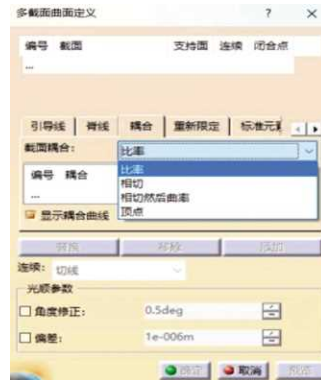 多截面曲面定义 ? ×
编号 截面 支持面 连续 闭合点
...
引导线 脊线 耦合 重新限定 标准元素
截面耦合: 比率
比率
相切
相切然后曲率
顶点
编号 耦合
...
显示耦合曲线
替换 移除 添加
连续: 切线
光顺参数
角度修正: 0.5deg
偏差: 1e-006m
确定 取消 预览